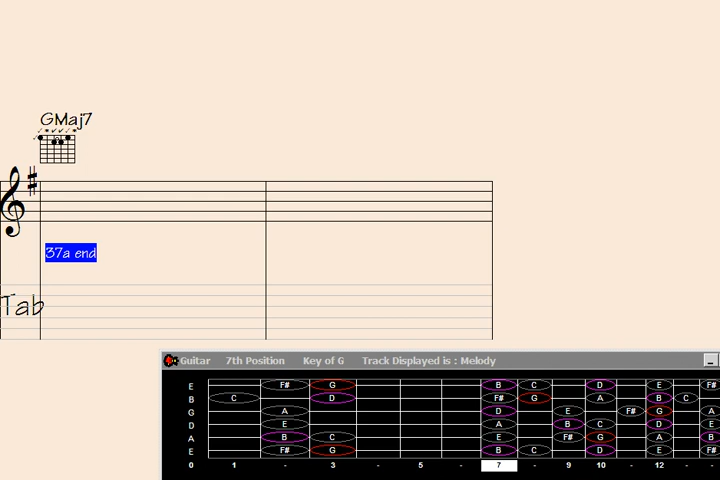 GMaj7
37a end
Tab
Guitar 7th Position Key of G Track Displayed is : Melody
E F# G B C D E F#
B C D F# G A B C
G A D E F# G A
D E A B C D E
A B C E F# G A B
E F# G B C D E F#
0 1 - 3 - 5 - 7 - 9 10 - 12 - -